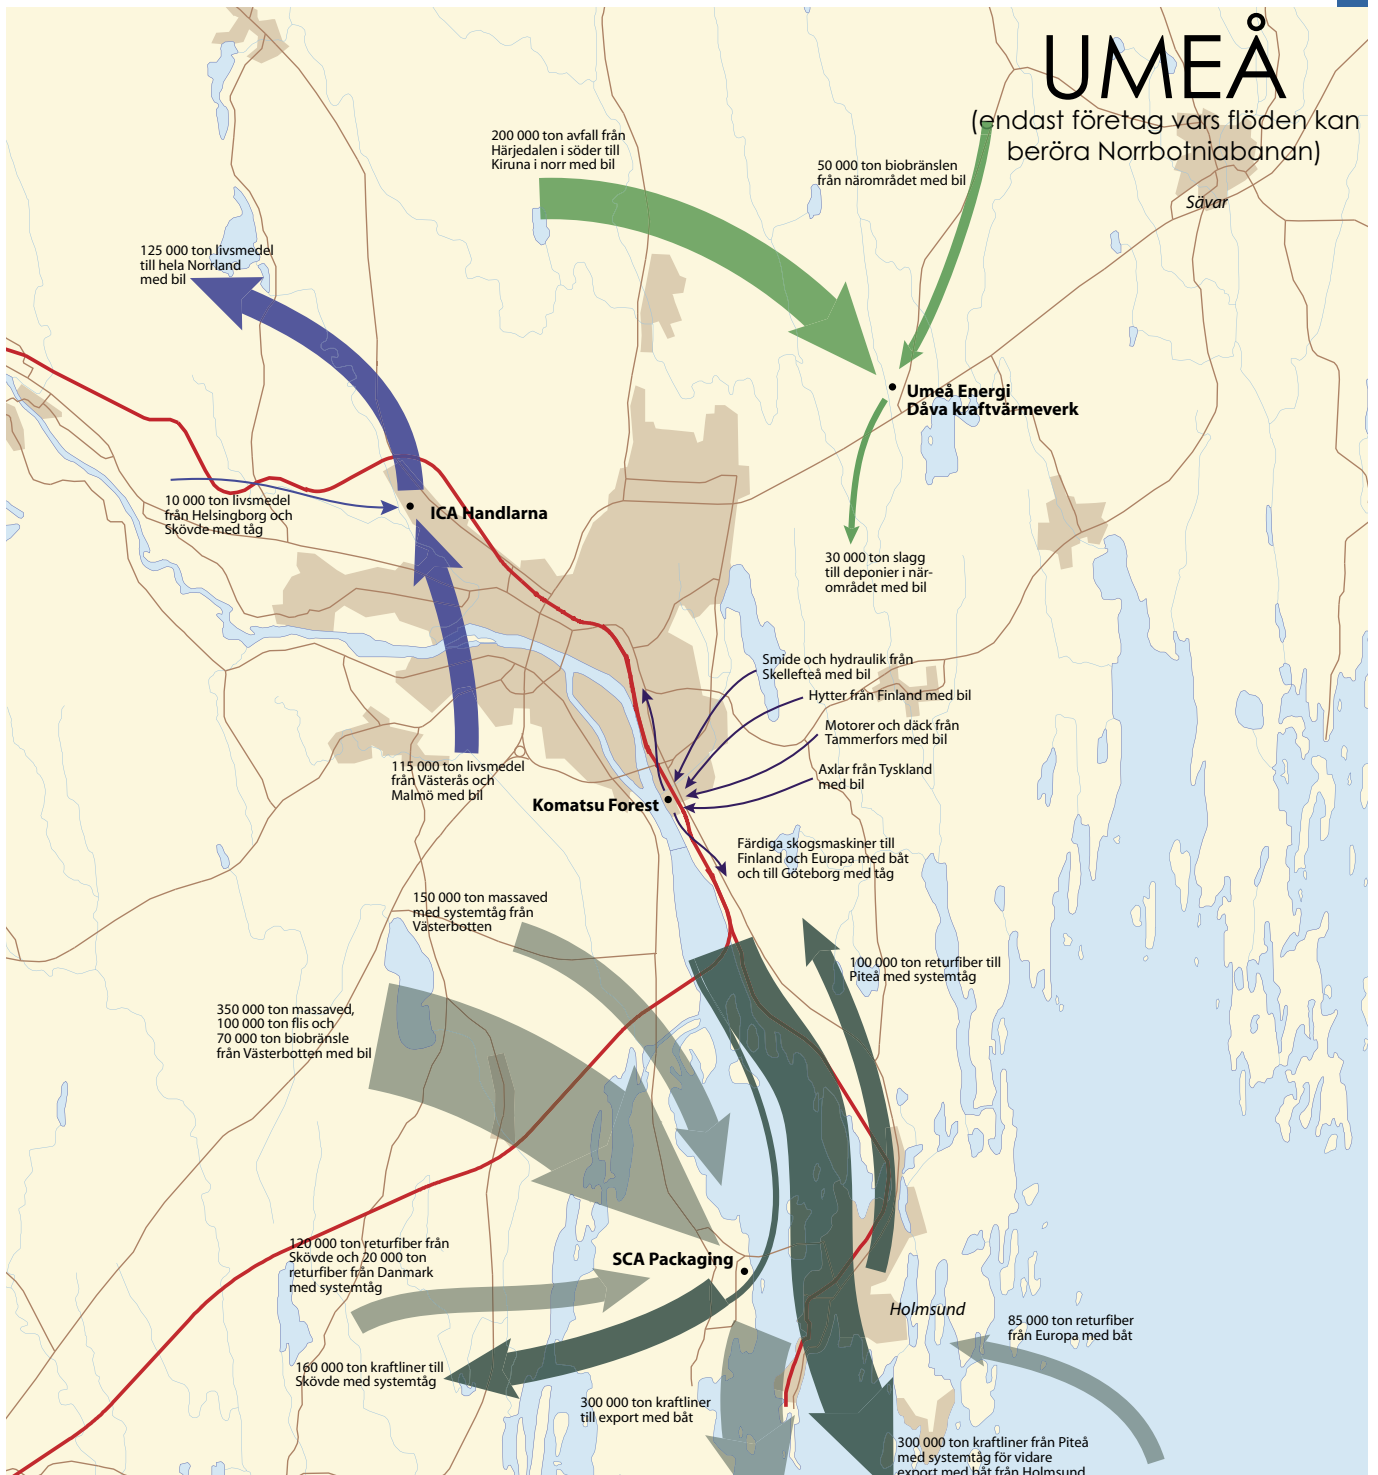 UMEÅ
(endast företag vars flöden kan
beröra Norrbotniabanan)
200 000 ton avfall från
Härjedalen i söder till
Kiruna i norr med bil
50 000 ton biobränslen
från närområdet med bil
Sävar
125 000 ton livsmedel
till hela Norrland
med bil
Umeå Energi
Dåva kraftvärmeverk
10 000 ton livsmedel
från Helsingborg och
Skövde med tåg
ICA Handlarna
30 000 ton slagg
till deponier i när-
området med bil
Smide och hydraulik från
Skellefteå med bil
Hytter från Finland med bil
Motorer och däck från
Tammerfors med bil
Axlar från Tyskland
med bil
115 000 ton livsmedel
från Västerås och
Malmö med bil
Komatsu Forest
Färdiga skogsmaskiner till
Finland och Europa med båt
och till Göteborg med tåg
150 000 ton massaved
med systemtåg från
Västerbotten
100 000 ton returfiber till
Piteå med systemtåg
350 000 ton massaved,
100 000 ton flis och
70 000 ton biobränsle
från Västerbotten med bil
120 000 ton returfiber från
Skövde och 20 000 ton
returfiber från Danmark
med systemtåg
SCA Packaging
Holmsund
85 000 ton returfiber
från Europa med båt
160 000 ton kraftliner till
Skövde med systemtåg
300 000 ton kraftliner
till export med båt
300 000 ton kraftliner från Piteå
med systemtåg för vidare
export med båt från Holmsund